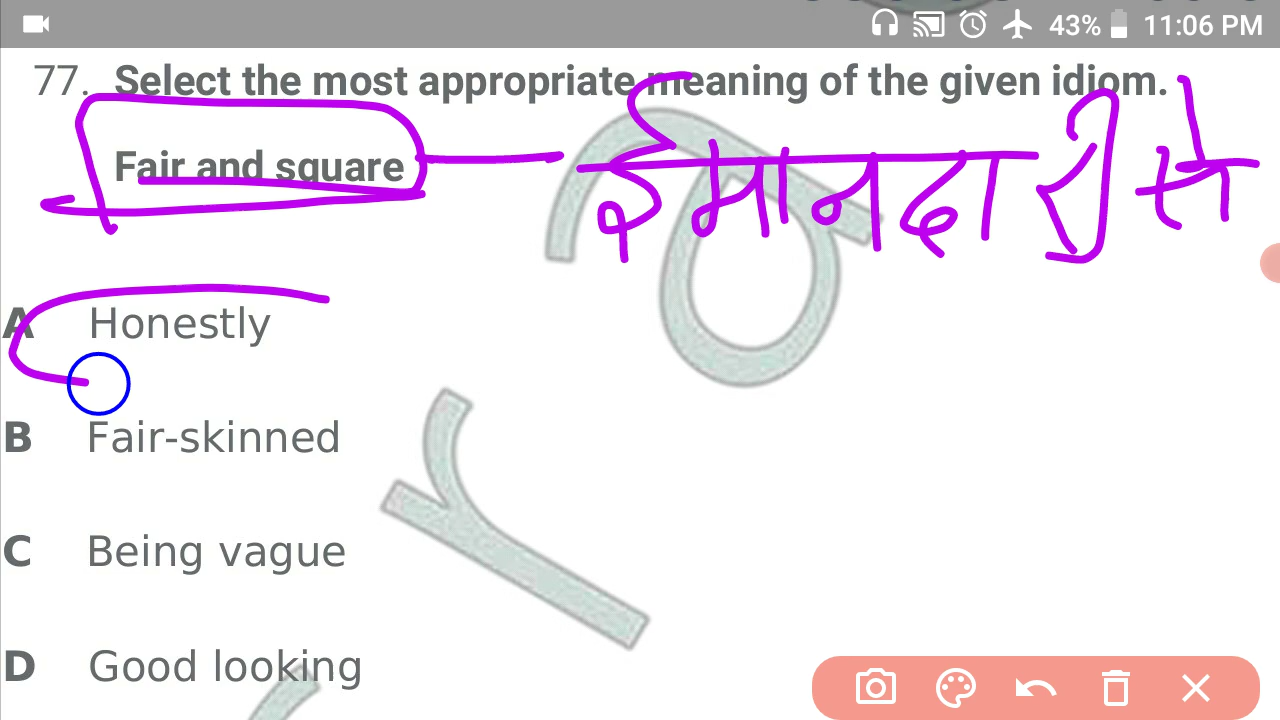 43% 11:06 PM
77. Select the most appropriate meaning of the given idiom.
Fair and square ईमानदारी से
A Honestly
B Fair-skinned
C Being vague
D Good looking